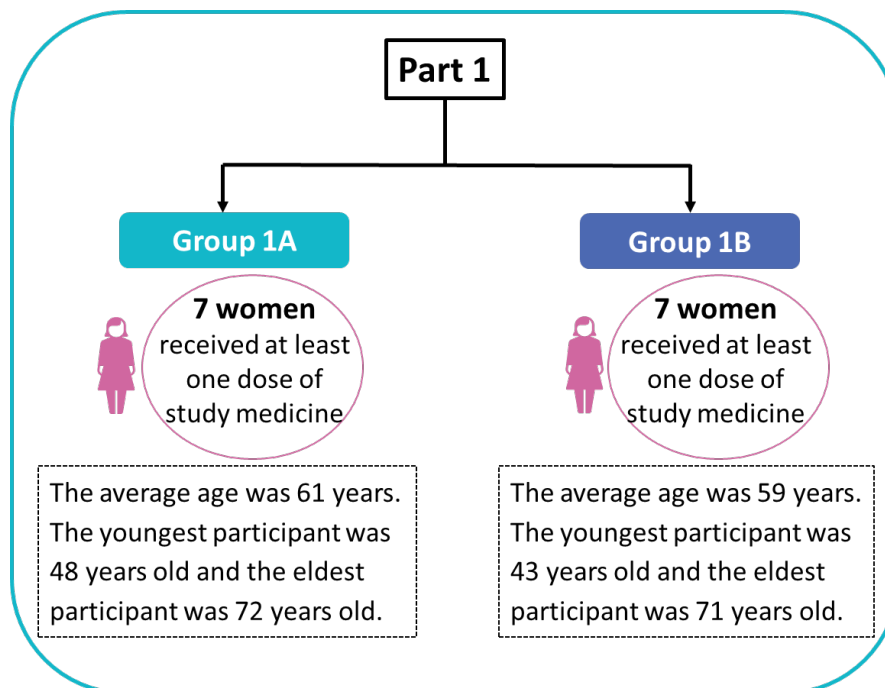 Part 1
Group 1A
7 women
received at least
one dose of
study medicine
The average age was 61 years.
The youngest participant was
48 years old and the eldest
participant was 72 years old.
Group 1B
7 women
received at least
one dose of
study medicine
The average age was 59 years.
The youngest participant was
43 years old and the eldest
participant was 71 years old.